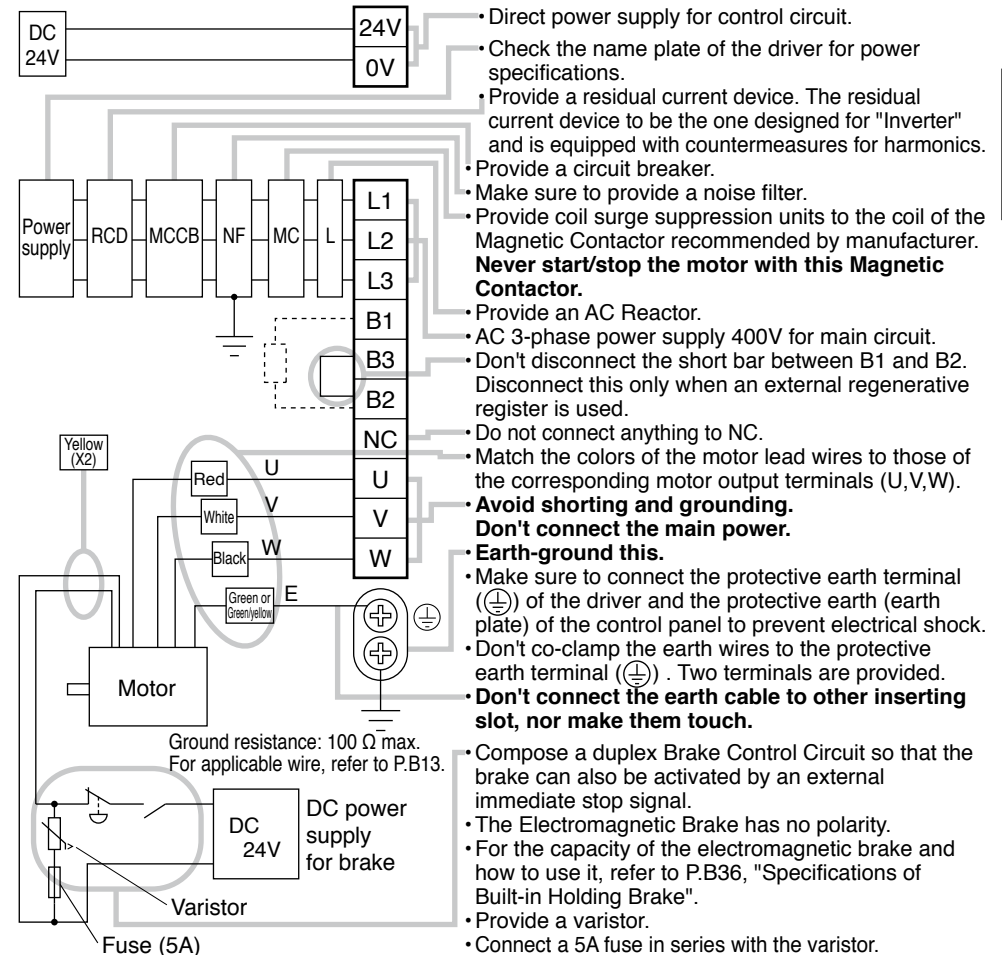 DC
24V
24V
0V
Power
supply
RCD
MCCB
NF
MC
L
L1
L2
L3
B1
B3
B2
NC
U
V
W
Yellow
(X2)
Red
U
White
V
Black
W
Green or
Green/yellow
E
Motor
Ground resistance: 100 Ω max.
For applicable wire, refer to P.B13.
DC
24V
DC power
supply
for brake
Varistor
Fuse (5A)
・Direct power supply for control circuit.
・Check the name plate of the driver for power
specifications.
・Provide a residual current device. The residual
current device to be the one designed for "Inverter"
and is equipped with countermeasures for harmonics.
・Provide a circuit breaker.
・Make sure to provide a noise filter.
・Provide coil surge suppression units to the coil of the
Magnetic Contactor recommended by manufacturer.
Never start/stop the motor with this Magnetic
Contactor.
・Provide an AC Reactor.
・AC 3-phase power supply 400V for main circuit.
・Don't disconnect the short bar between B1 and B2.
Disconnect this only when an external regenerative
register is used.
・Do not connect anything to NC.
・Match the colors of the motor lead wires to those of
the corresponding motor output terminals (U,V,W).
・Avoid shorting and grounding.
Don't connect the main power.
・Earth-ground this.
・Make sure to connect the protective earth terminal
(⏚) of the driver and the protective earth (earth
plate) of the control panel to prevent electrical shock.
・Don't co-clamp the earth wires to the protective
earth terminal (⏚) . Two terminals are provided.
・Don't connect the earth cable to other inserting
slot, nor make them touch.
・Compose a duplex Brake Control Circuit so that the
brake can also be activated by an external
immediate stop signal.
・The Electromagnetic Brake has no polarity.
・For the capacity of the electromagnetic brake and
how to use it, refer to P.B36, "Specifications of
Built-in Holding Brake".
・Provide a varistor.
・Connect a 5A fuse in series with the varistor.